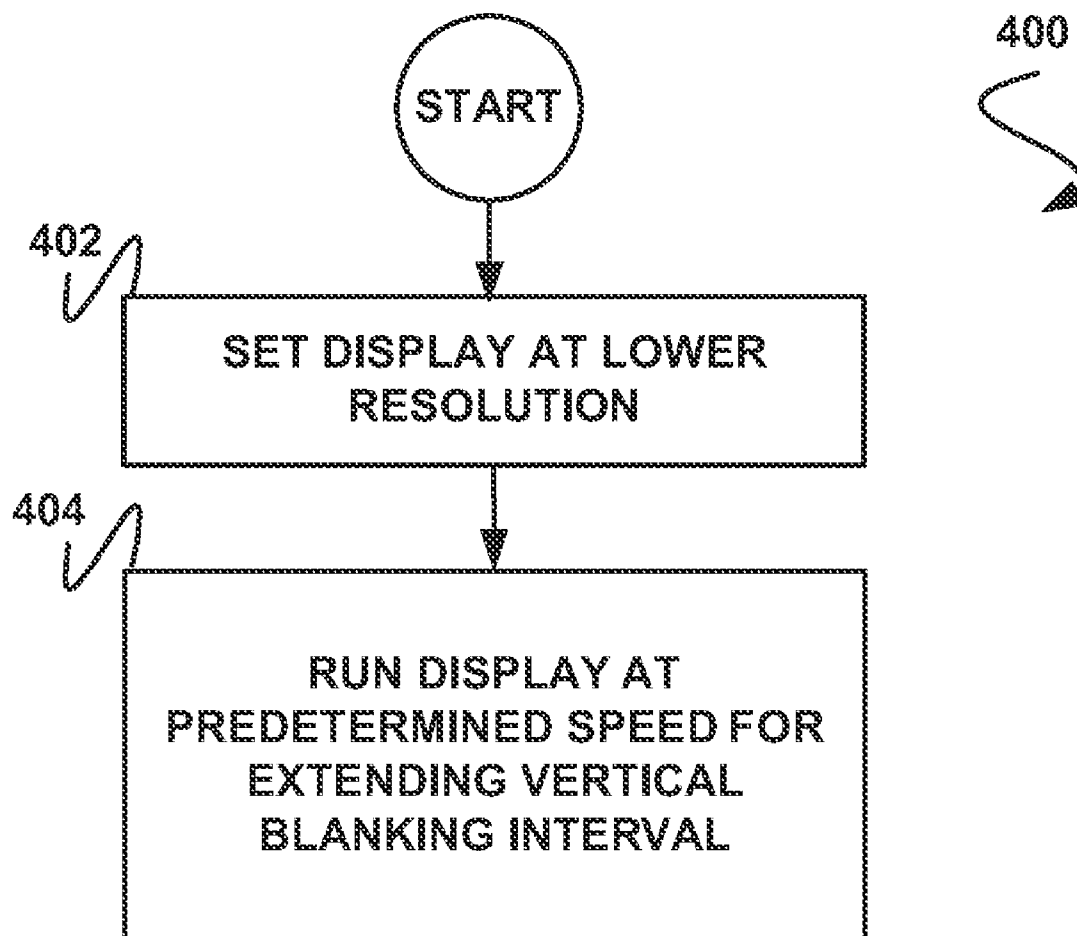 400
START
402
SET DISPLAY AT LOWER
RESOLUTION
404
RUN DISPLAY AT
PREDETERMINED SPEED FOR
EXTENDING VERTICAL
BLANKING INTERVAL